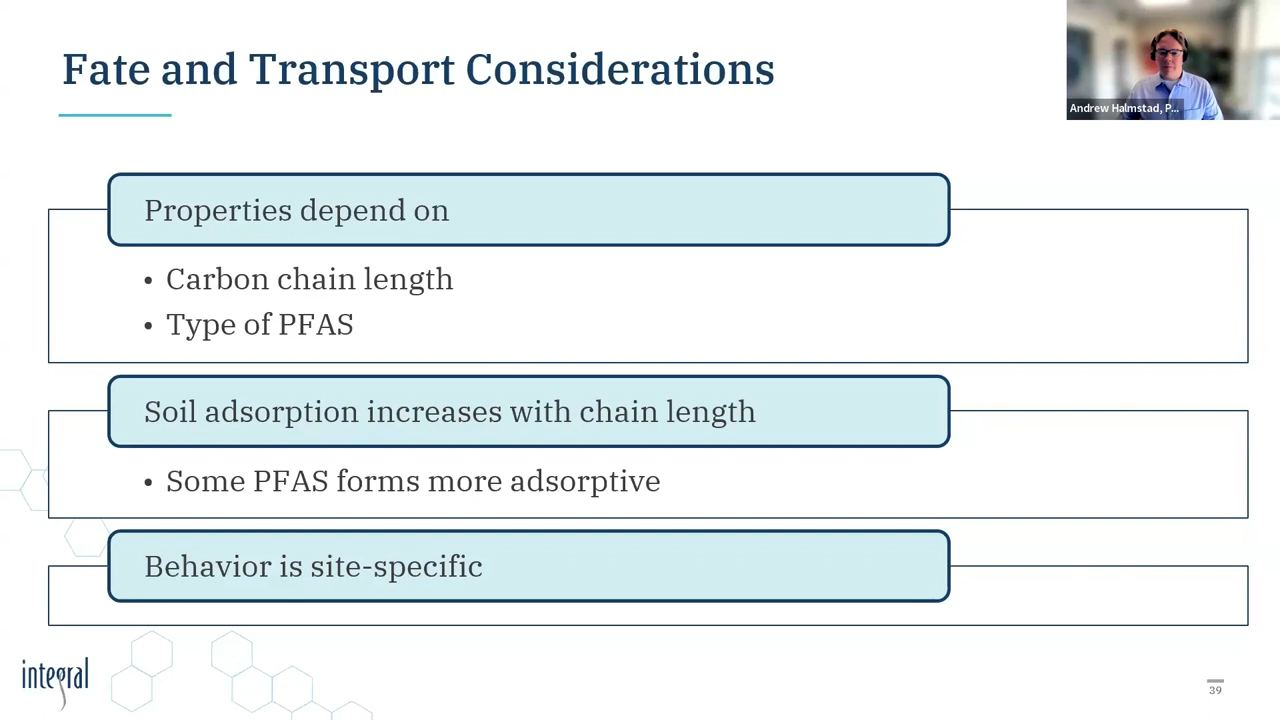 Fate and Transport Considerations
Andrew Halmstad, P...
Properties depend on
• Carbon chain length
• Type of PFAS
Soil adsorption increases with chain length
• Some PFAS forms more adsorptive
Behavior is site-specific
integral
39